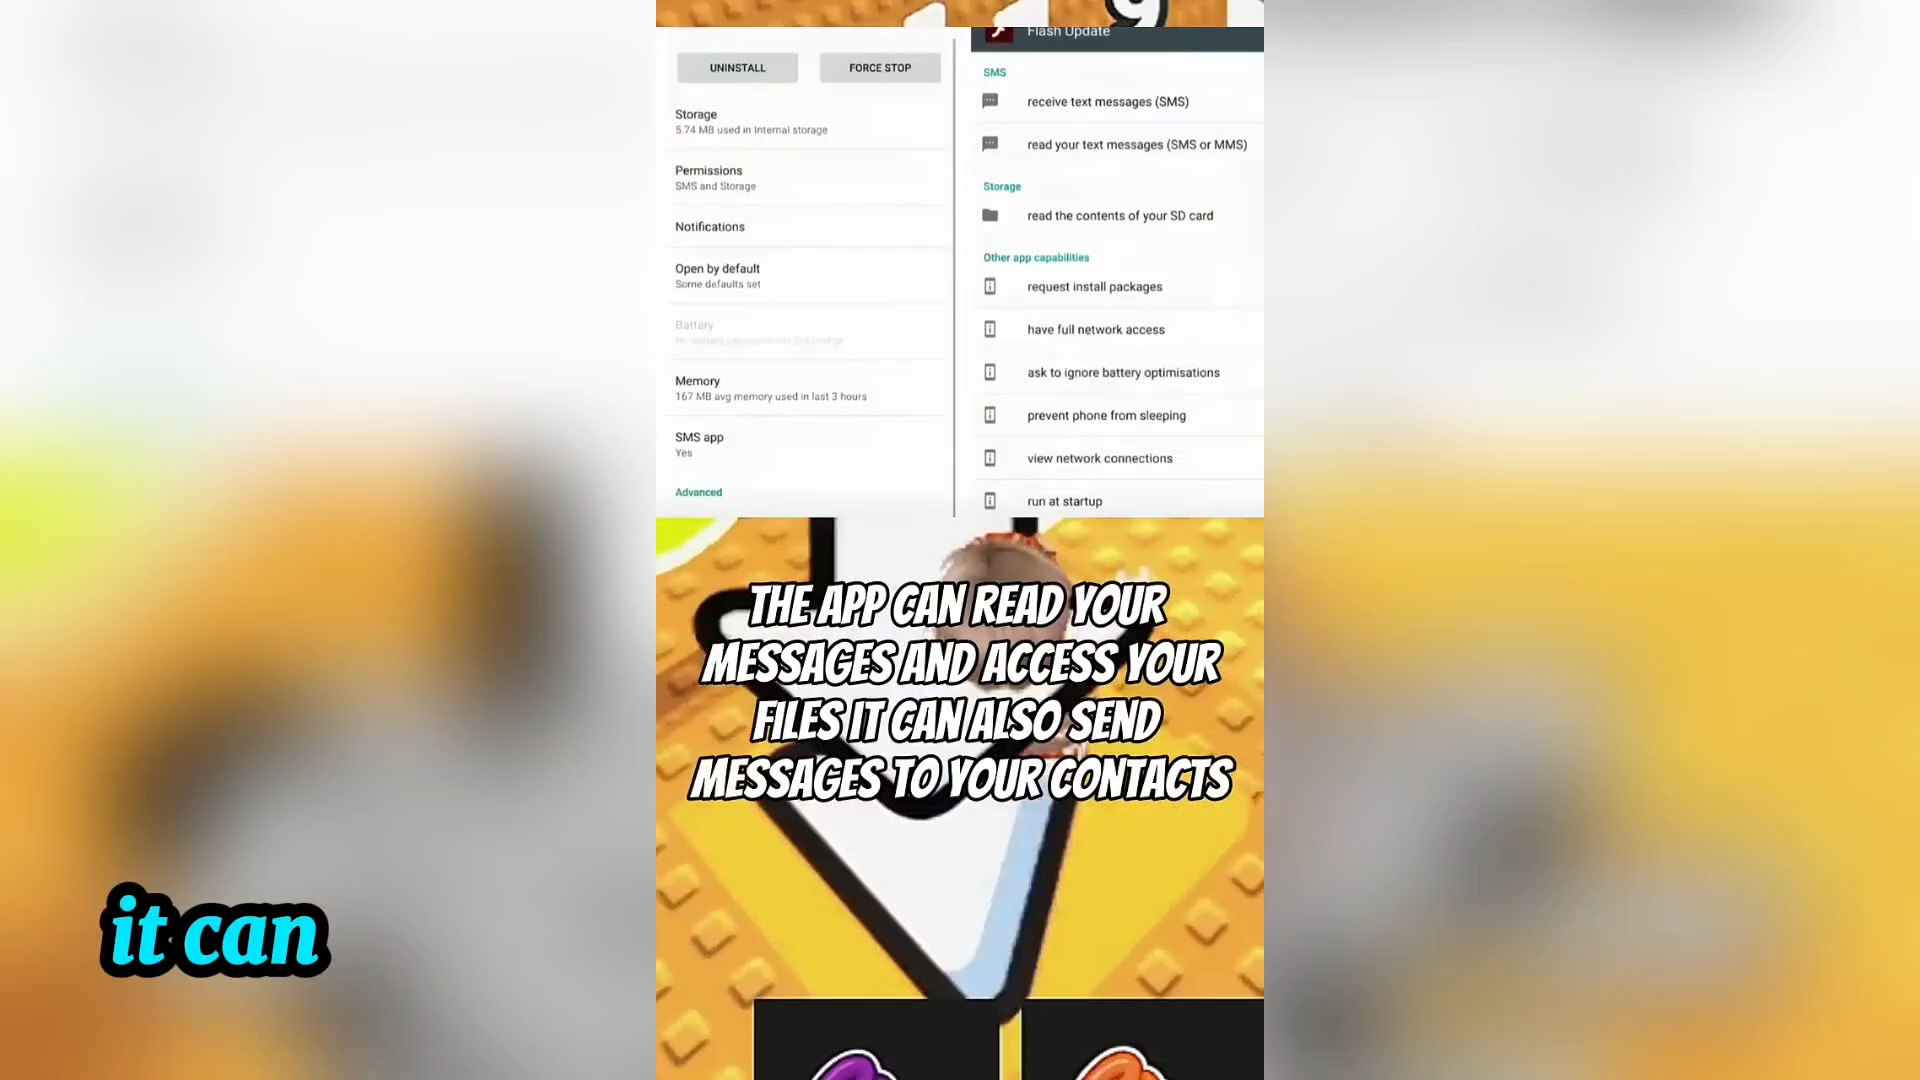 Flash Update
UNINSTALL
FORCE STOP
Storage
5.74 MB used in Internal storage
Permissions
SMS and Storage
Notifications
Open by default
Some defaults set
Battery
Memory
167 MB avg memory used in last 3 hours
SMS app
Yes
Advanced
SMS
receive text messages (SMS)
read your text messages (SMS or MMS)
Storage
read the contents of your SD card
Other app capabilities
request install packages
have full network access
ask to ignore battery optimisations
prevent phone from sleeping
view network connections
run at startup
THE APP CAN READ YOUR
MESSAGES AND ACCESS YOUR
FILES IT CAN ALSO SEND
MESSAGES TO YOUR CONTACTS
it can